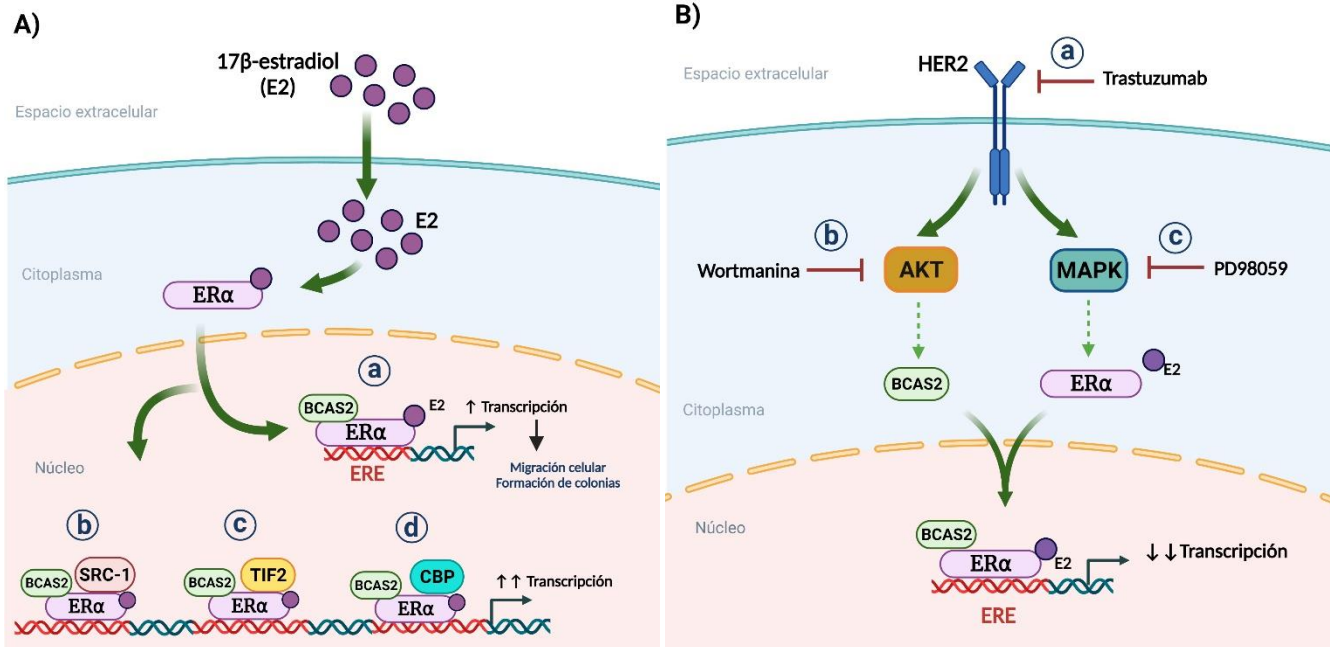 A)
17β-estradiol
(E2)
Espacio extracelular
E2
Citoplasma
ERα
a
BCAS2
E2
ERα
↑ Transcripción
ERE
Migración celular
Formación de colonias
Núcleo
b
c
d
BCAS2
SRC-1
ERα
BCAS2
TIF2
ERα
BCAS2
CBP
ERα
↑↑ Transcripción
B)
Espacio extracelular
HER2
a
Trastuzumab
b
c
Wortmanina
AKT
MAPK
PD98059
BCAS2
ERα
E2
Citoplasma
Núcleo
BCAS2
ERα
E2
↓↓Transcripción
ERE